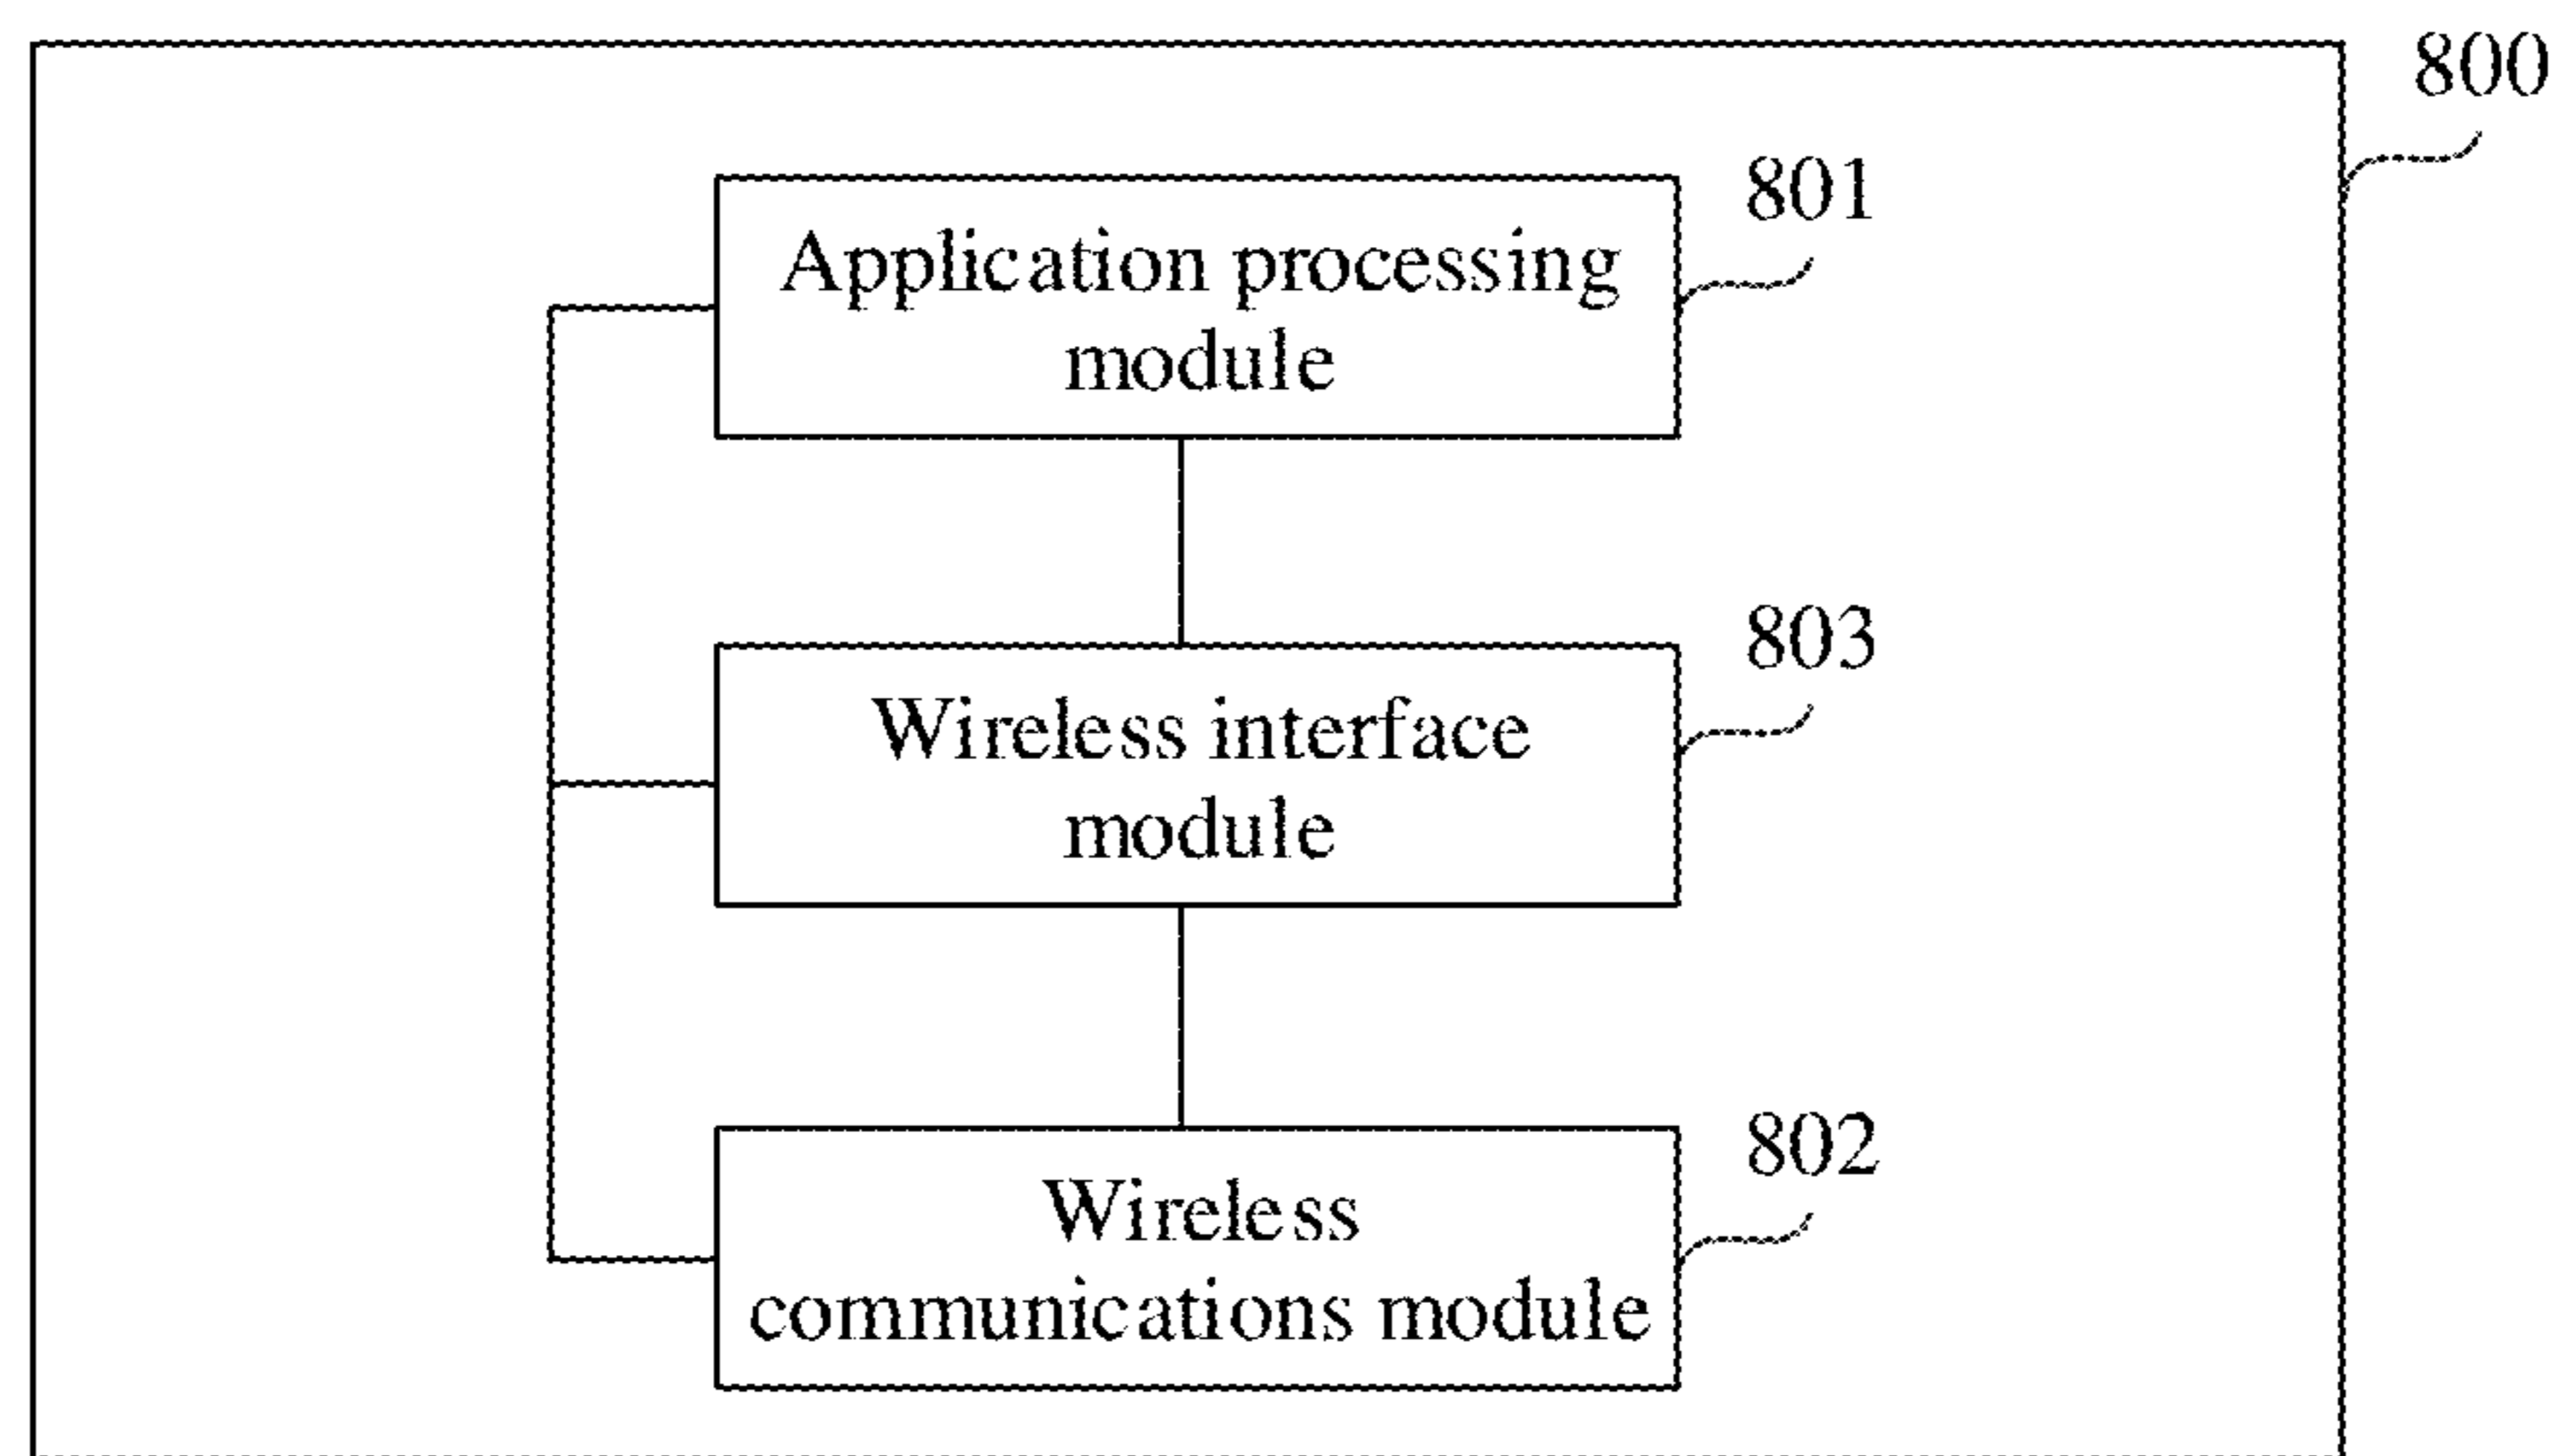 800
801
Application processing
module
803
Wireless interface
module
802
Wireless
communications module